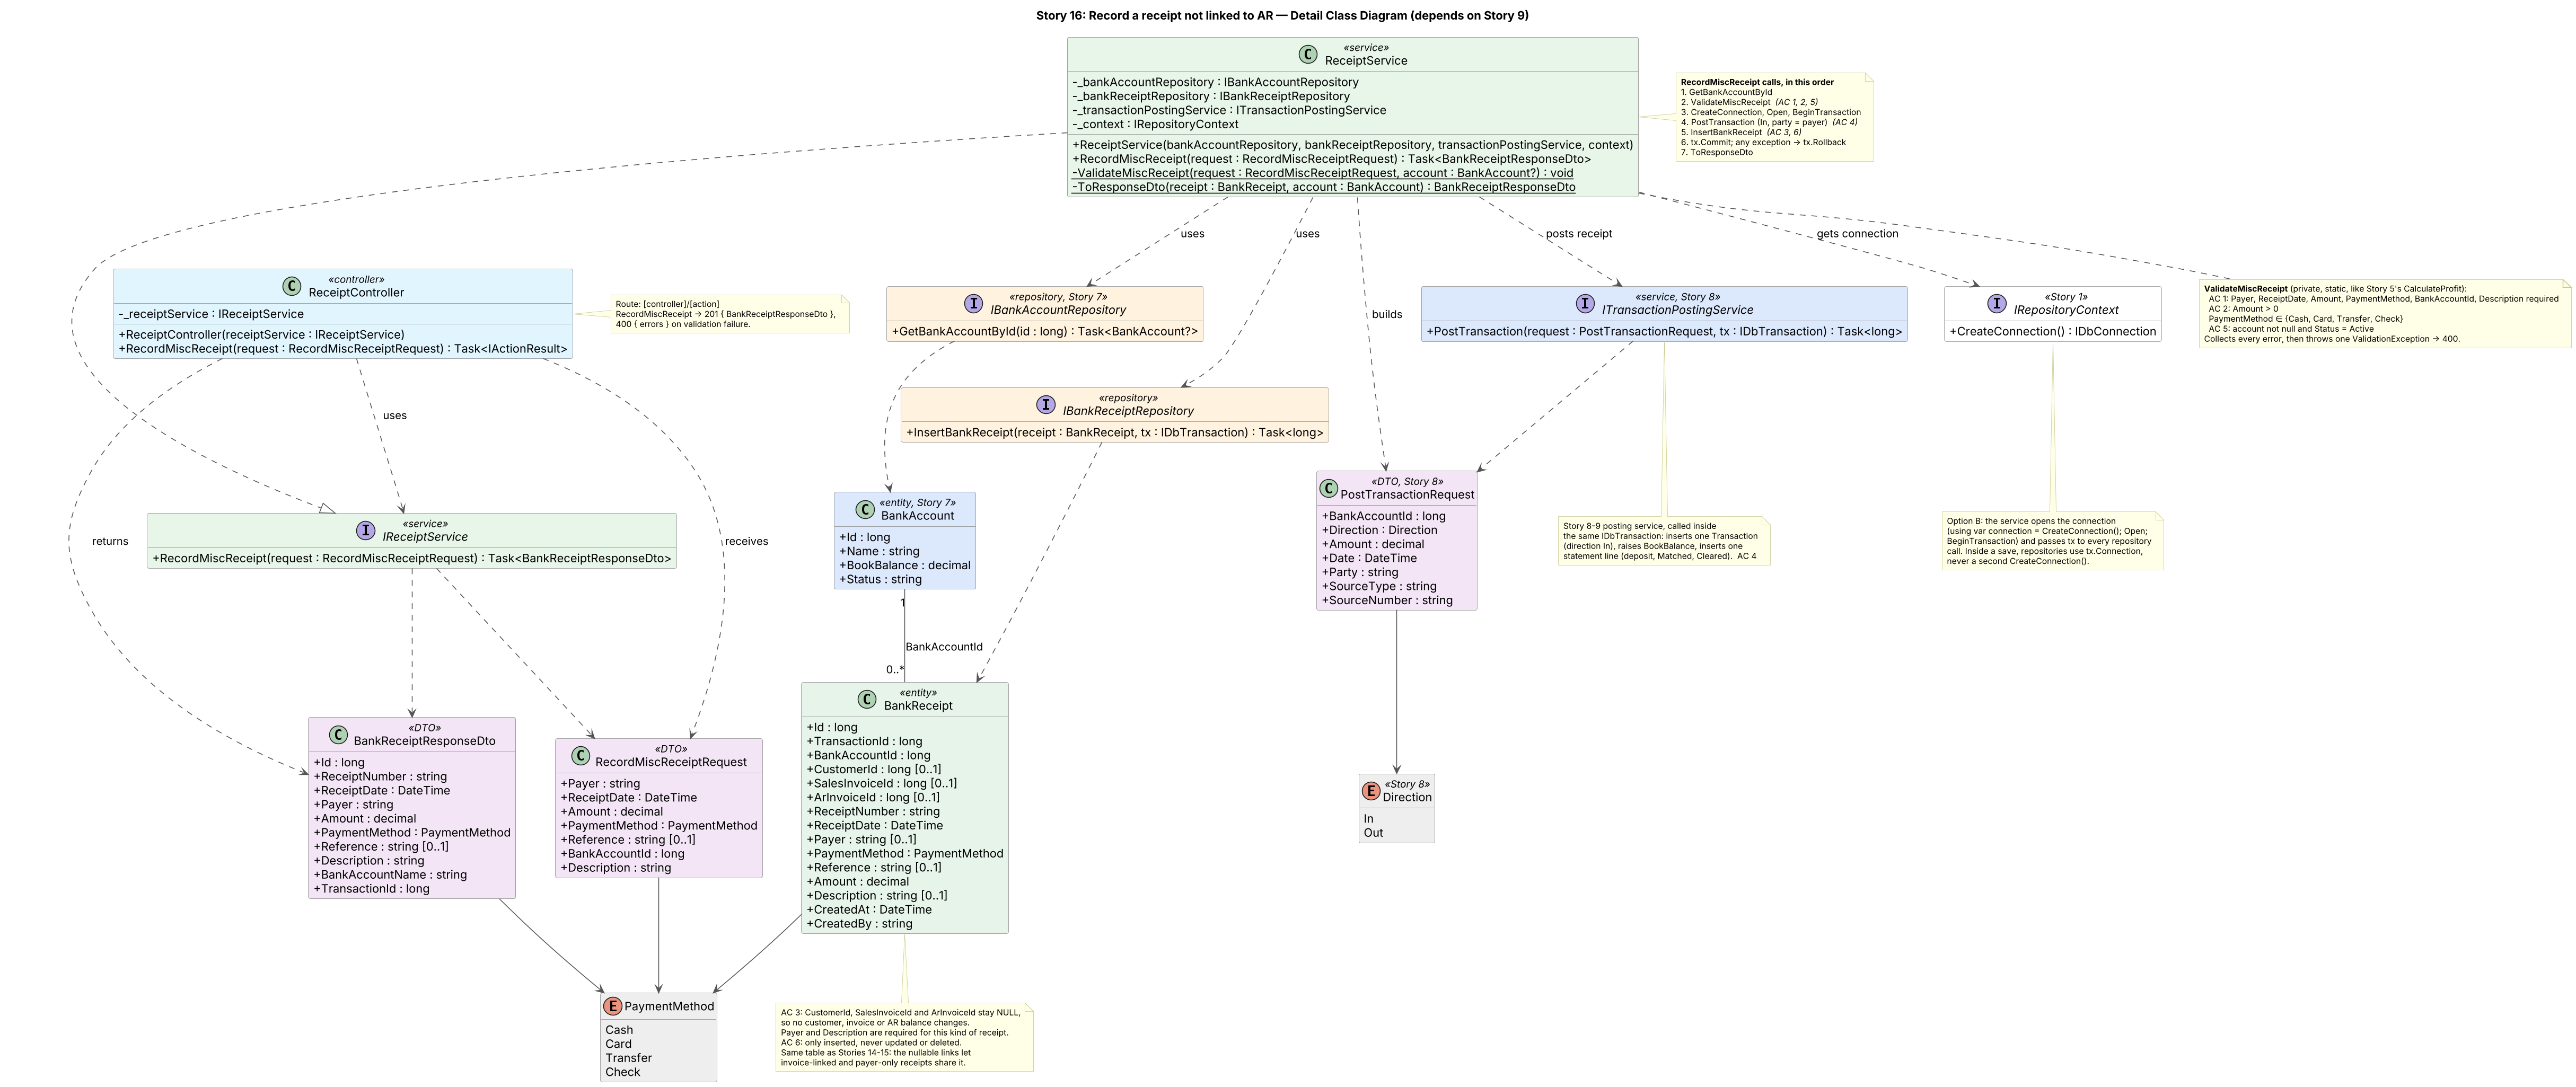 Story 16: Record a receipt not linked to AR — Detail Class Diagram (depends on Story 9)
C
«service»
ReceiptService
-_bankAccountRepository : IBankAccountRepository
-_bankReceiptRepository : IBankReceiptRepository
-_transactionPostingService : ITransactionPostingService
-_context : IRepositoryContext
+ReceiptService(bankAccountRepository, bankReceiptRepository, transactionPostingService, context)
+RecordMiscReceipt(request : RecordMiscReceiptRequest) : Task<BankReceiptResponseDto>
-ValidateMiscReceipt(request : RecordMiscReceiptRequest, account : BankAccount?) : void
-ToResponseDto(receipt : BankReceipt, account : BankAccount) : BankReceiptResponseDto
RecordMiscReceipt calls, in this order
1. GetBankAccountById
2. ValidateMiscReceipt (AC 1, 2, 5)
3. CreateConnection, Open, BeginTransaction
4. PostTransaction (In, party = payer) (AC 4)
5. InsertBankReceipt (AC 3, 6)
6. tx.Commit; any exception → tx.Rollback
7. ToResponseDto
uses
uses
builds
posts receipt
gets connection
C
«controller»
ReceiptController
-_receiptService : IReceiptService
+ReceiptController(receiptService : IReceiptService)
+RecordMiscReceipt(request : RecordMiscReceiptRequest) : Task<IActionResult>
Route: [controller]/[action]
RecordMiscReceipt → 201 { BankReceiptResponseDto },
400 { errors } on validation failure.
I
«repository, Story 7»
IBankAccountRepository
+GetBankAccountById(id : long) : Task<BankAccount?>
I
«service, Story 8»
ITransactionPostingService
+PostTransaction(request : PostTransactionRequest, tx : IDbTransaction) : Task<long>
I
«Story 1»
IRepositoryContext
+CreateConnection() : IDbConnection
ValidateMiscReceipt (private, static, like Story 5's CalculateProfit):
AC 1: Payer, ReceiptDate, Amount, PaymentMethod, BankAccountId, Description required
AC 2: Amount > 0
PaymentMethod ∈ {Cash, Card, Transfer, Check}
AC 5: account not null and Status = Active
Collects every error, then throws one ValidationException → 400.
I
«repository»
IBankReceiptRepository
+InsertBankReceipt(receipt : BankReceipt, tx : IDbTransaction) : Task<long>
uses
returns
receives
I
«service»
IReceiptService
+RecordMiscReceipt(request : RecordMiscReceiptRequest) : Task<BankReceiptResponseDto>
C
«entity, Story 7»
BankAccount
+Id : long
+Name : string
+BookBalance : decimal
+Status : string
C
«DTO, Story 8»
PostTransactionRequest
+BankAccountId : long
+Direction : Direction
+Amount : decimal
+Date : DateTime
+Party : string
+SourceType : string
+SourceNumber : string
Story 8-9 posting service, called inside
the same IDbTransaction: inserts one Transaction
(direction In), raises BookBalance, inserts one
statement line (deposit, Matched, Cleared). AC 4
Option B: the service opens the connection
(using var connection = CreateConnection(); Open;
BeginTransaction) and passes tx to every repository
call. Inside a save, repositories use tx.Connection,
never a second CreateConnection().
1
BankAccountId
0..*
C
«DTO»
BankReceiptResponseDto
+Id : long
+ReceiptNumber : string
+ReceiptDate : DateTime
+Payer : string
+Amount : decimal
+PaymentMethod : PaymentMethod
+Reference : string [0..1]
+Description : string
+BankAccountName : string
+TransactionId : long
C
«DTO»
RecordMiscReceiptRequest
+Payer : string
+ReceiptDate : DateTime
+Amount : decimal
+PaymentMethod : PaymentMethod
+Reference : string [0..1]
+BankAccountId : long
+Description : string
C
«entity»
BankReceipt
+Id : long
+TransactionId : long
+BankAccountId : long
+CustomerId : long [0..1]
+SalesInvoiceId : long [0..1]
+ArInvoiceId : long [0..1]
+ReceiptNumber : string
+ReceiptDate : DateTime
+Payer : string [0..1]
+PaymentMethod : PaymentMethod
+Reference : string [0..1]
+Amount : decimal
+Description : string [0..1]
+CreatedAt : DateTime
+CreatedBy : string
E
«Story 8»
Direction
In
Out
E
PaymentMethod
Cash
Card
Transfer
Check
AC 3: CustomerId, SalesInvoiceId and ArInvoiceId stay NULL,
so no customer, invoice or AR balance changes.
Payer and Description are required for this kind of receipt.
AC 6: only inserted, never updated or deleted.
Same table as Stories 14-15: the nullable links let
invoice-linked and payer-only receipts share it.